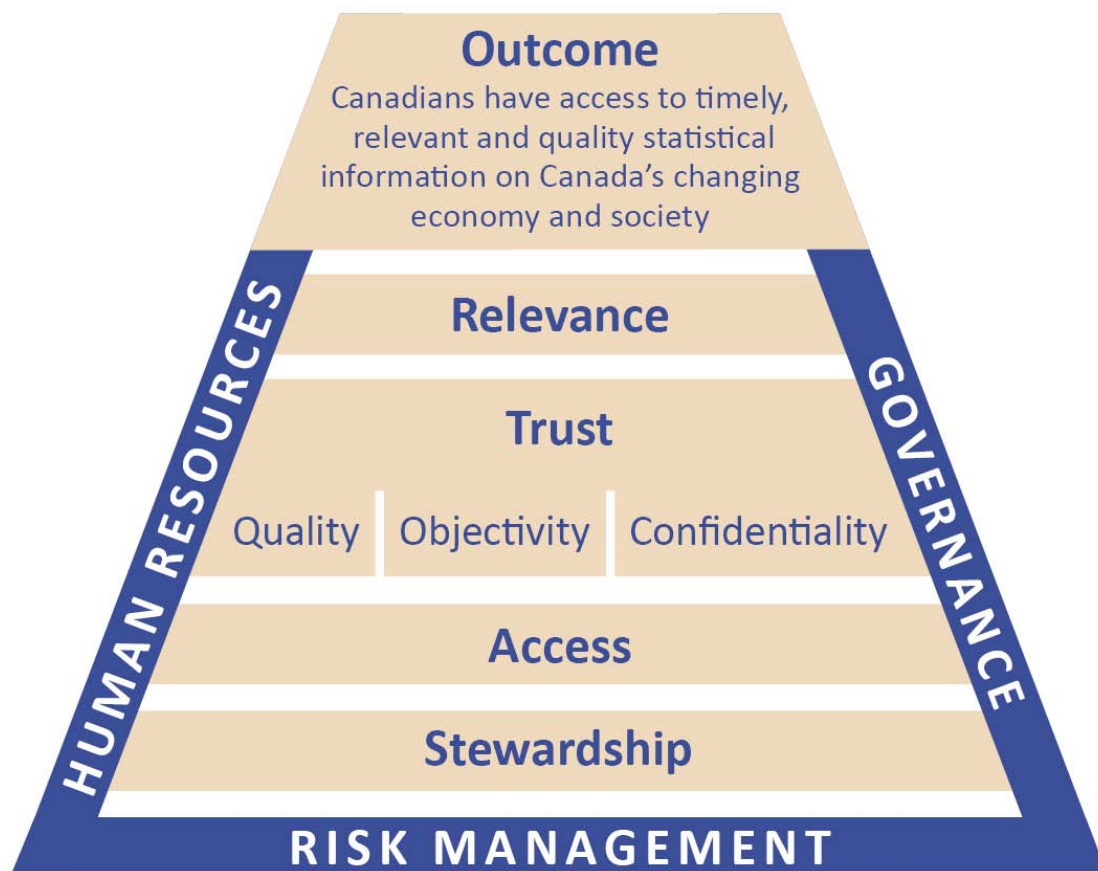 Outcome
Canadians have access to timely,
relevant and quality statistical
information on Canada’s changing
economy and society
HUMAN RESOURCES
GOVERNANCE
Relevance
Trust
Quality
Objectivity
Confidentiality
Access
Stewardship
RISK MANAGEMENT